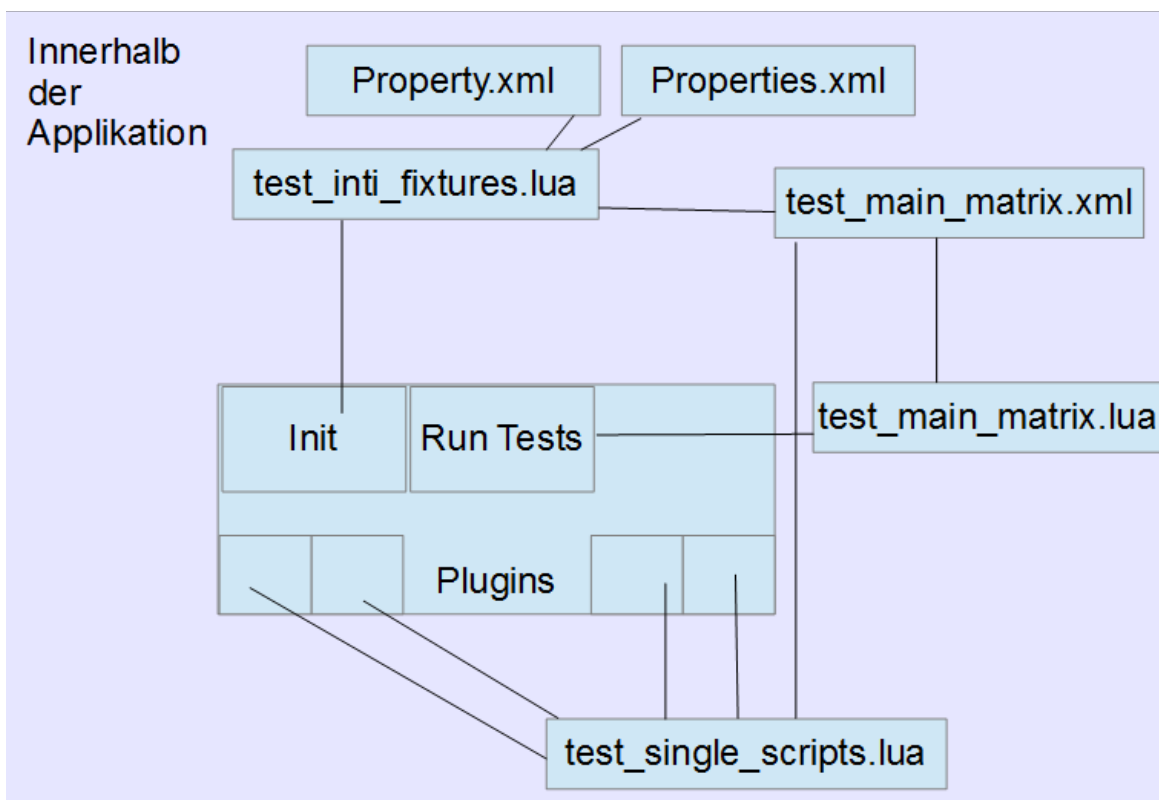 Innerhalb
der
Applikation
Property.xml
Properties.xml
test_inti_fixtures.lua
test_main_matrix.xml
Init
Run Tests
test_main_matrix.lua
Plugins
test_single_scripts.lua